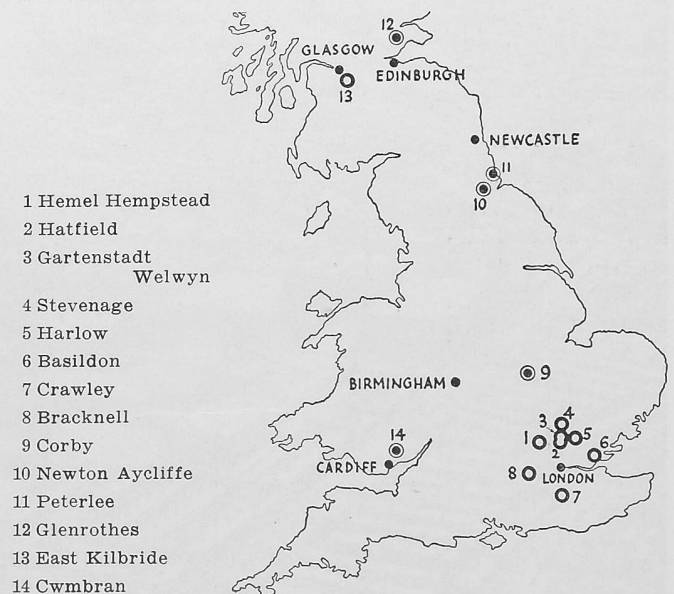 1 Hemel Hempstead
2 Hatfield
3 Gartenstadt
Welwyn
4 Stevenage
5 Harlow
6 Basildon
7 Crawley
8 Bracknell
9 Corby
10 Newton Aycliffe
11 Peterlee
12 Glenrothes
13 East Kilbride
14 Cwmbran
12
GLASGOW
EDINBURGH
13
NEWCASTLE
11
10
BIRMINGHAM
9
4
3
5
1
2
6
14
CARDIFF
8
LONDON
7